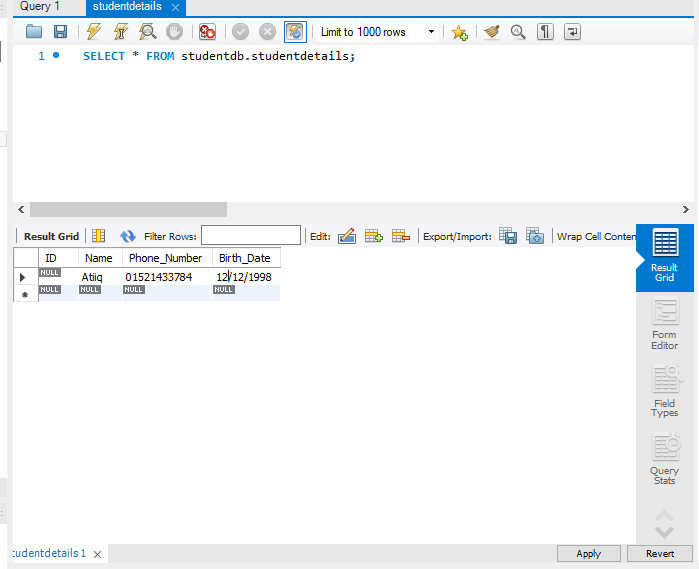 Query 1 studentdetails ×
Limit to 1000 rows
1 SELECT * FROM studentdb.studentdetails;
Result Grid Filter Rows: Edit: Export/Import: Wrap Cell Conten
ID Name Phone_Number Birth_Date
NULL Atiiq 01521433784 12/12/1998
NULL NULL NULL NULL
Result
Grid
Form
Editor
Field
Types
Query
Stats
tudentdetails 1 × Apply Revert